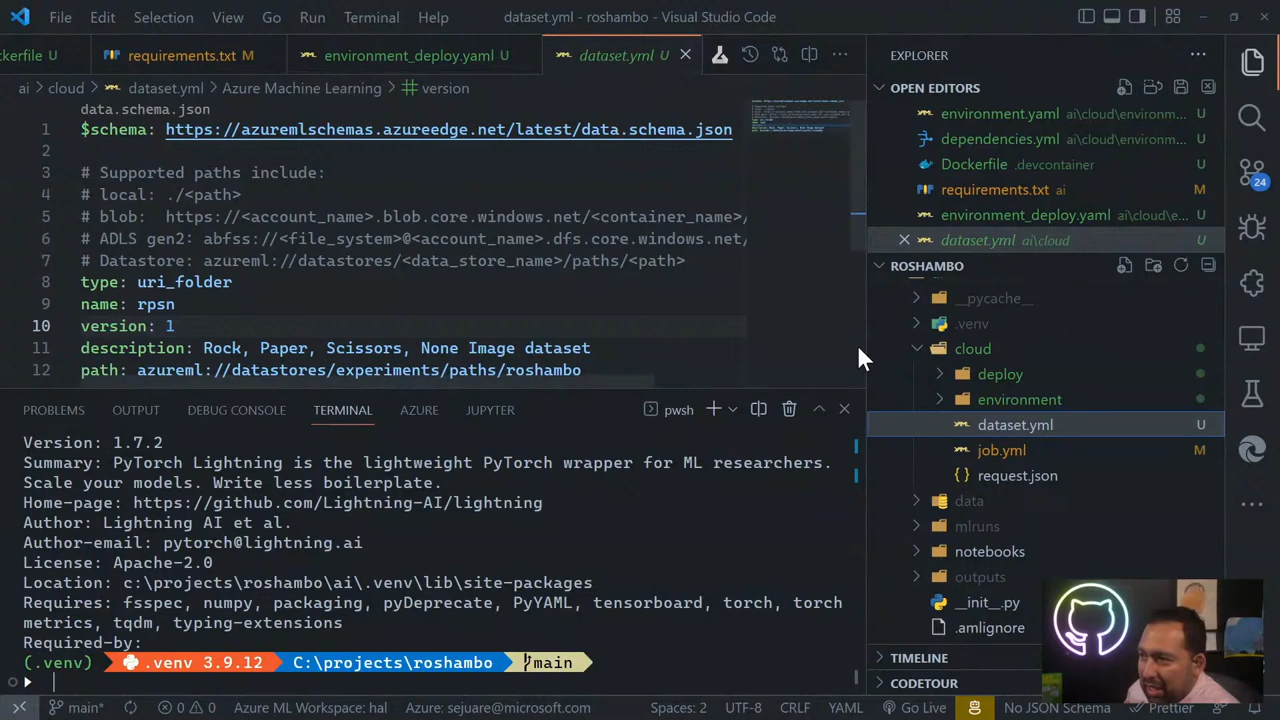 File Edit Selection View Go Run Terminal Help
dataset.yml - roshambo - Visual Studio Code
ckerfile U
requirements.txt M
environment_deploy.yaml U
dataset.yml U
ai > cloud > dataset.yml > Azure Machine Learning > version
data.schema.json
1 $schema: https://azuremlschemas.azureedge.net/latest/data.schema.json
2
3 # Supported paths include:
4 # local: ./<path>
5 # blob: https://<account_name>.blob.core.windows.net/<container_name>/
6 # ADLS gen2: abfss://<file_system>@<account_name>.dfs.core.windows.net/
7 # Datastore: azureml://datastores/<data_store_name>/paths/<path>
8 type: uri_folder
9 name: rpsn
10 version: 1
11 description: Rock, Paper, Scissors, None Image dataset
12 path: azureml://datastores/experiments/paths/roshambo
PROBLEMS OUTPUT DEBUG CONSOLE TERMINAL AZURE JUPYTER
pwsh
Version: 1.7.2
Summary: PyTorch Lightning is the lightweight PyTorch wrapper for ML researchers.
Scale your models. Write less boilerplate.
Home-page: https://github.com/Lightning-AI/lightning
Author: Lightning AI et al.
Author-email: pytorch@lightning.ai
License: Apache-2.0
Location: c:\projects\roshambo\ai\.venv\lib\site-packages
Requires: fsspec, numpy, packaging, pyDeprecate, PyYAML, tensorboard, torch, torch
metrics, tqdm, typing-extensions
Required-by:
(.venv) .venv 3.9.12 C:\projects\roshambo main
EXPLORER
OPEN EDITORS
environment.yaml ai\cloud\environm... U
dependencies.yml ai\cloud\environm... U
Dockerfile .devcontainer U
requirements.txt ai M
environment_deploy.yaml ai\cloud\e... U
dataset.yml ai\cloud U
ROSHAMBO
__pycache__
.venv
cloud
deploy
environment
dataset.yml U
job.yml M
request.json
data
mlruns
notebooks
outputs
__init__.py
.amlignore
TIMELINE
CODETOUR
24
main* 0 0 Azure ML Workspace: hal Azure: sejuare@microsoft.com Spaces: 2 UTF-8 CRLF YAML Go Live No JSON Schema Prettier